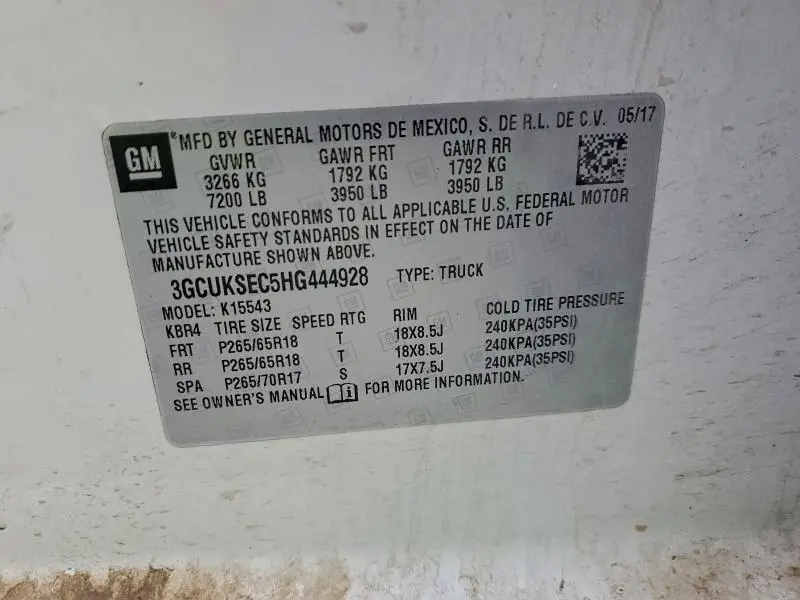 GM
®MFD BY GENERAL MOTORS DE MEXICO, S. DE R.L. DE C.V. 05/17
GVWR GAWR FRT GAWR RR
3266 KG 1792 KG 1792 KG
7200 LB 3950 LB 3950 LB
THIS VEHICLE CONFORMS TO ALL APPLICABLE U.S. FEDERAL MOTOR
VEHICLE SAFETY STANDARDS IN EFFECT ON THE DATE OF
MANUFACTURE SHOWN ABOVE.
3GCUKSEC5HG444928 TYPE: TRUCK
MODEL: K15543
KBR4 TIRE SIZE SPEED RTG RIM COLD TIRE PRESSURE
FRT P265/65R18 T 18X8.5J 240KPA(35PSI)
RR P265/65R18 T 18X8.5J 240KPA(35PSI)
SPA P265/70R17 S 17X7.5J 240KPA(35PSI)
SEE OWNER'S MANUAL FOR MORE INFORMATION.